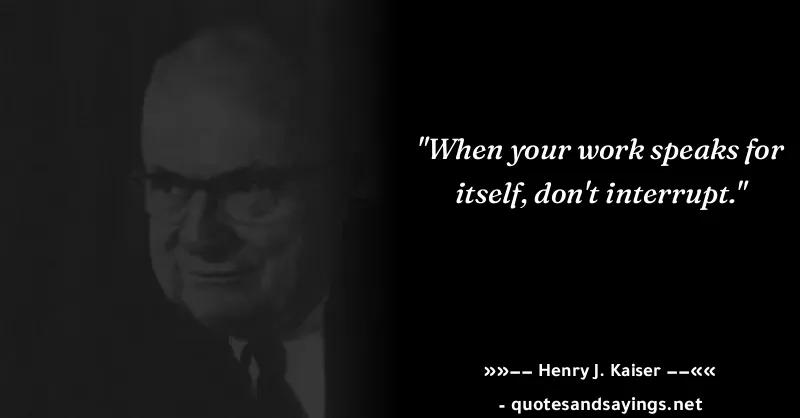 "When your work speaks for
itself, don't interrupt."
»»−− Henry J. Kaiser −−««
- quotesandsayings.net